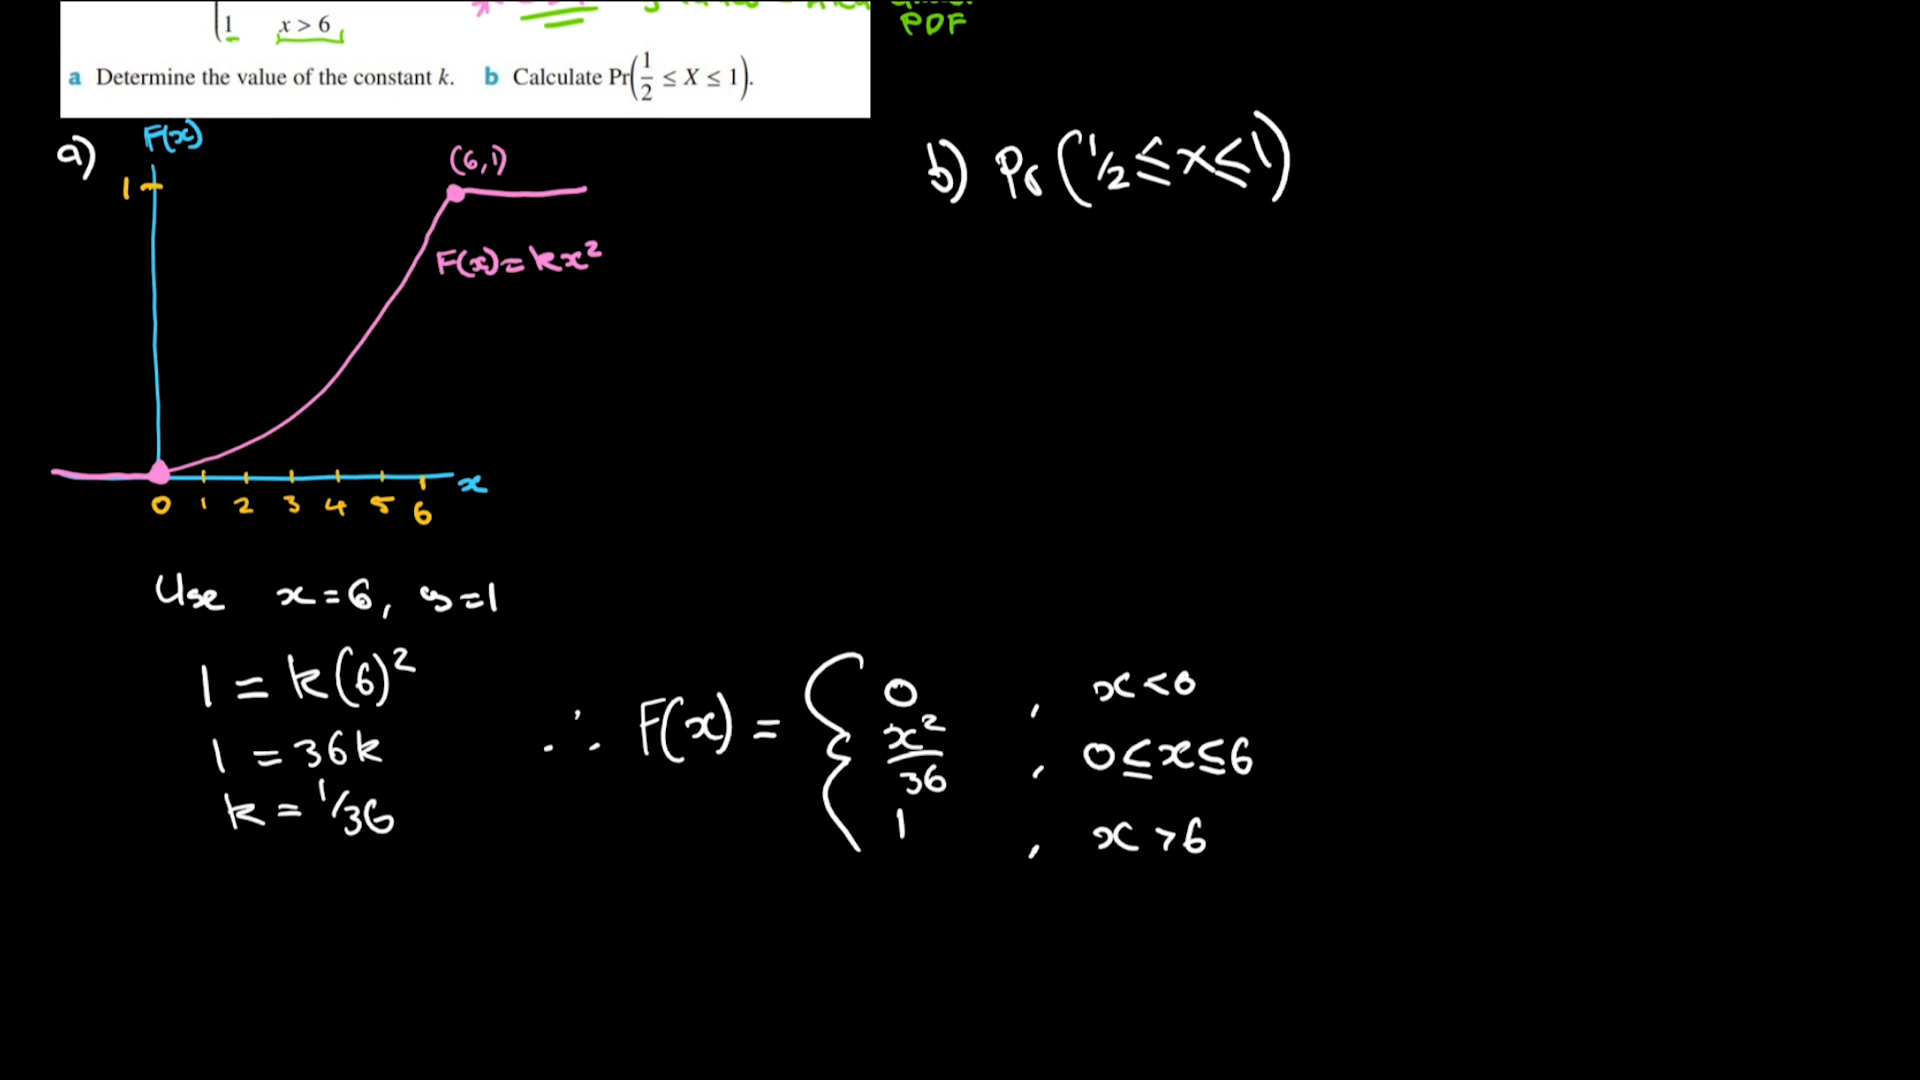 1 x > 6
PDF
a Determine the value of the constant k. b Calculate Pr(1/2 ≤ X ≤ 1).
a)
F(x)
1
(6,1)
F(x) = kx²
x
0 1 2 3 4 5 6
b) Pr (1/2 ≤ x ≤ 1)
Use x = 6, y = 1
1 = k(6)²
1 = 36k
k = 1/36
∴ F(x) = { 0 , x < 0
x²/36 , 0 ≤ x ≤ 6
1 , x > 6